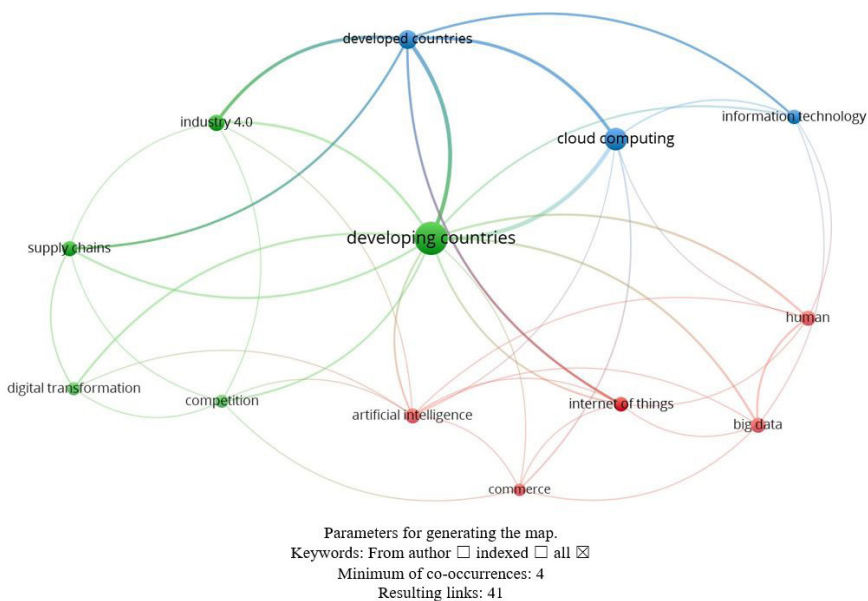 developed countries
industry 4.0
information technology
cloud computing
developing countries
supply chains
human
digital transformation
competition
artificial intelligence
internet of things
big data
commerce
Parameters for generating the map.
Keywords: From author ☐ indexed ☐ all ☒
Minimum of co-occurrences: 4
Resulting links: 41